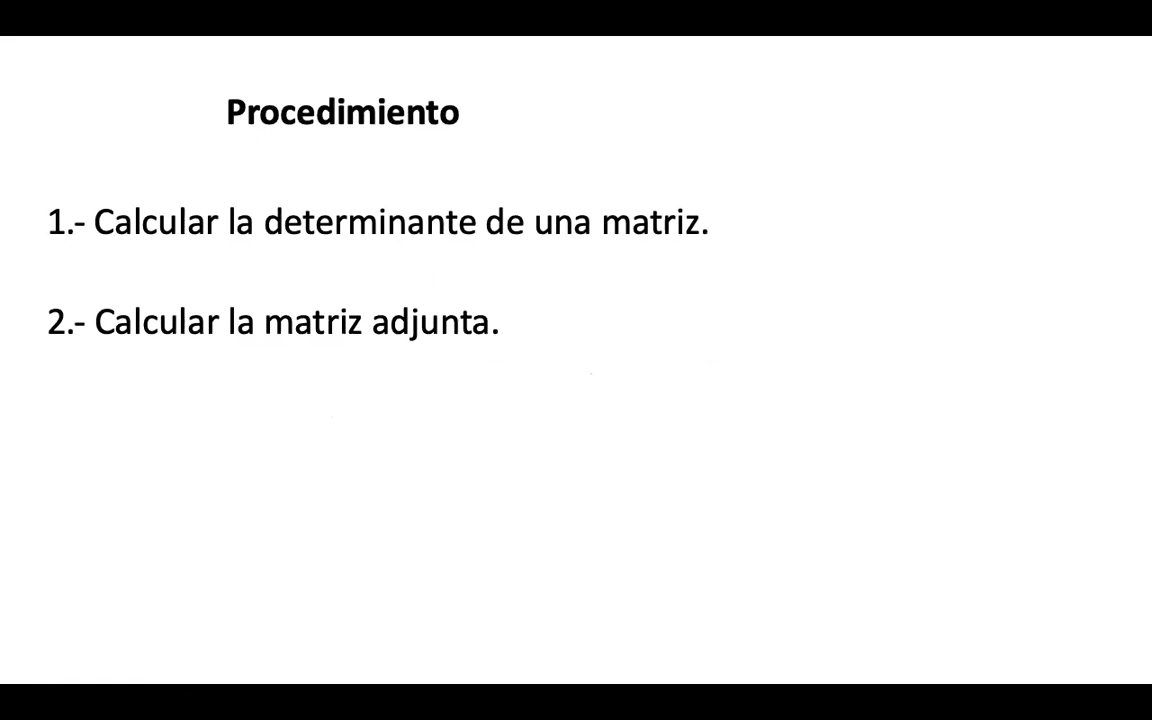 Procedimiento
1.- Calcular la determinante de una matriz.
2.- Calcular la matriz adjunta.